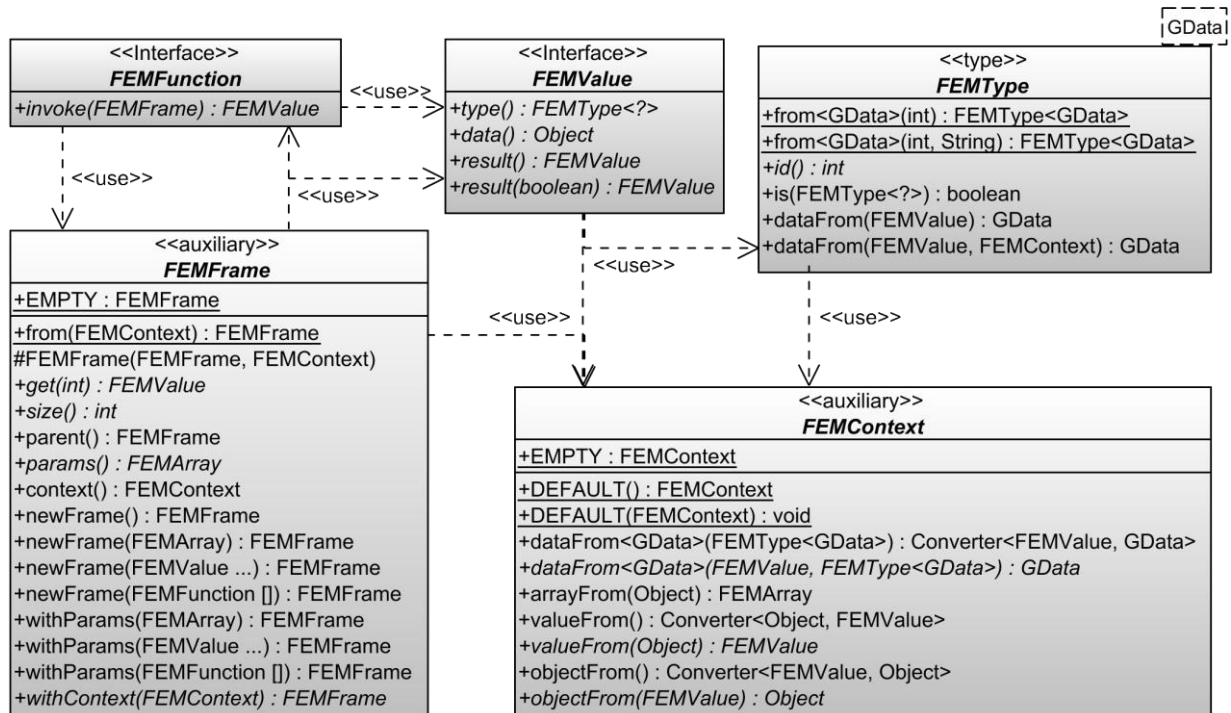 GData
<<Interface>>
FEMFunction
+invoke(FEMFrame) : FEMValue
<<use>>
<<Interface>>
FEMValue
+type() : FEMType<?>
+data() : Object
+result() : FEMValue
+result(boolean) : FEMValue
<<type>>
FEMType
+from<GData>(int) : FEMType<GData>
+from<GData>(int, String) : FEMType<GData>
+id() : int
+is(FEMType<?>) : boolean
+dataFrom(FEMValue) : GData
+dataFrom(FEMValue, FEMContext) : GData
<<use>>
<<use>>
<<use>>
<<use>>
<<use>>
<<auxiliary>>
FEMFrame
+EMPTY : FEMFrame
+from(FEMContext) : FEMFrame
#FEMFrame(FEMFrame, FEMContext)
+get(int) : FEMValue
+size() : int
+parent() : FEMFrame
+params() : FEMArray
+context() : FEMContext
+newFrame() : FEMFrame
+newFrame(FEMArray) : FEMFrame
+newFrame(FEMValue ...) : FEMFrame
+newFrame(FEMFunction []) : FEMFrame
+withParams(FEMArray) : FEMFrame
+withParams(FEMValue ...) : FEMFrame
+withParams(FEMFunction []) : FEMFrame
+withContext(FEMContext) : FEMFrame
<<auxiliary>>
FEMContext
+EMPTY : FEMContext
+DEFAULT() : FEMContext
+DEFAULT(FEMContext) : void
+dataFrom<GData>(FEMType<GData>) : Converter<FEMValue, GData>
+dataFrom<GData>(FEMValue, FEMType<GData>) : GData
+arrayFrom(Object) : FEMArray
+valueFrom() : Converter<Object, FEMValue>
+valueFrom(Object) : FEMValue
+objectFrom() : Converter<FEMValue, Object>
+objectFrom(FEMValue) : Object